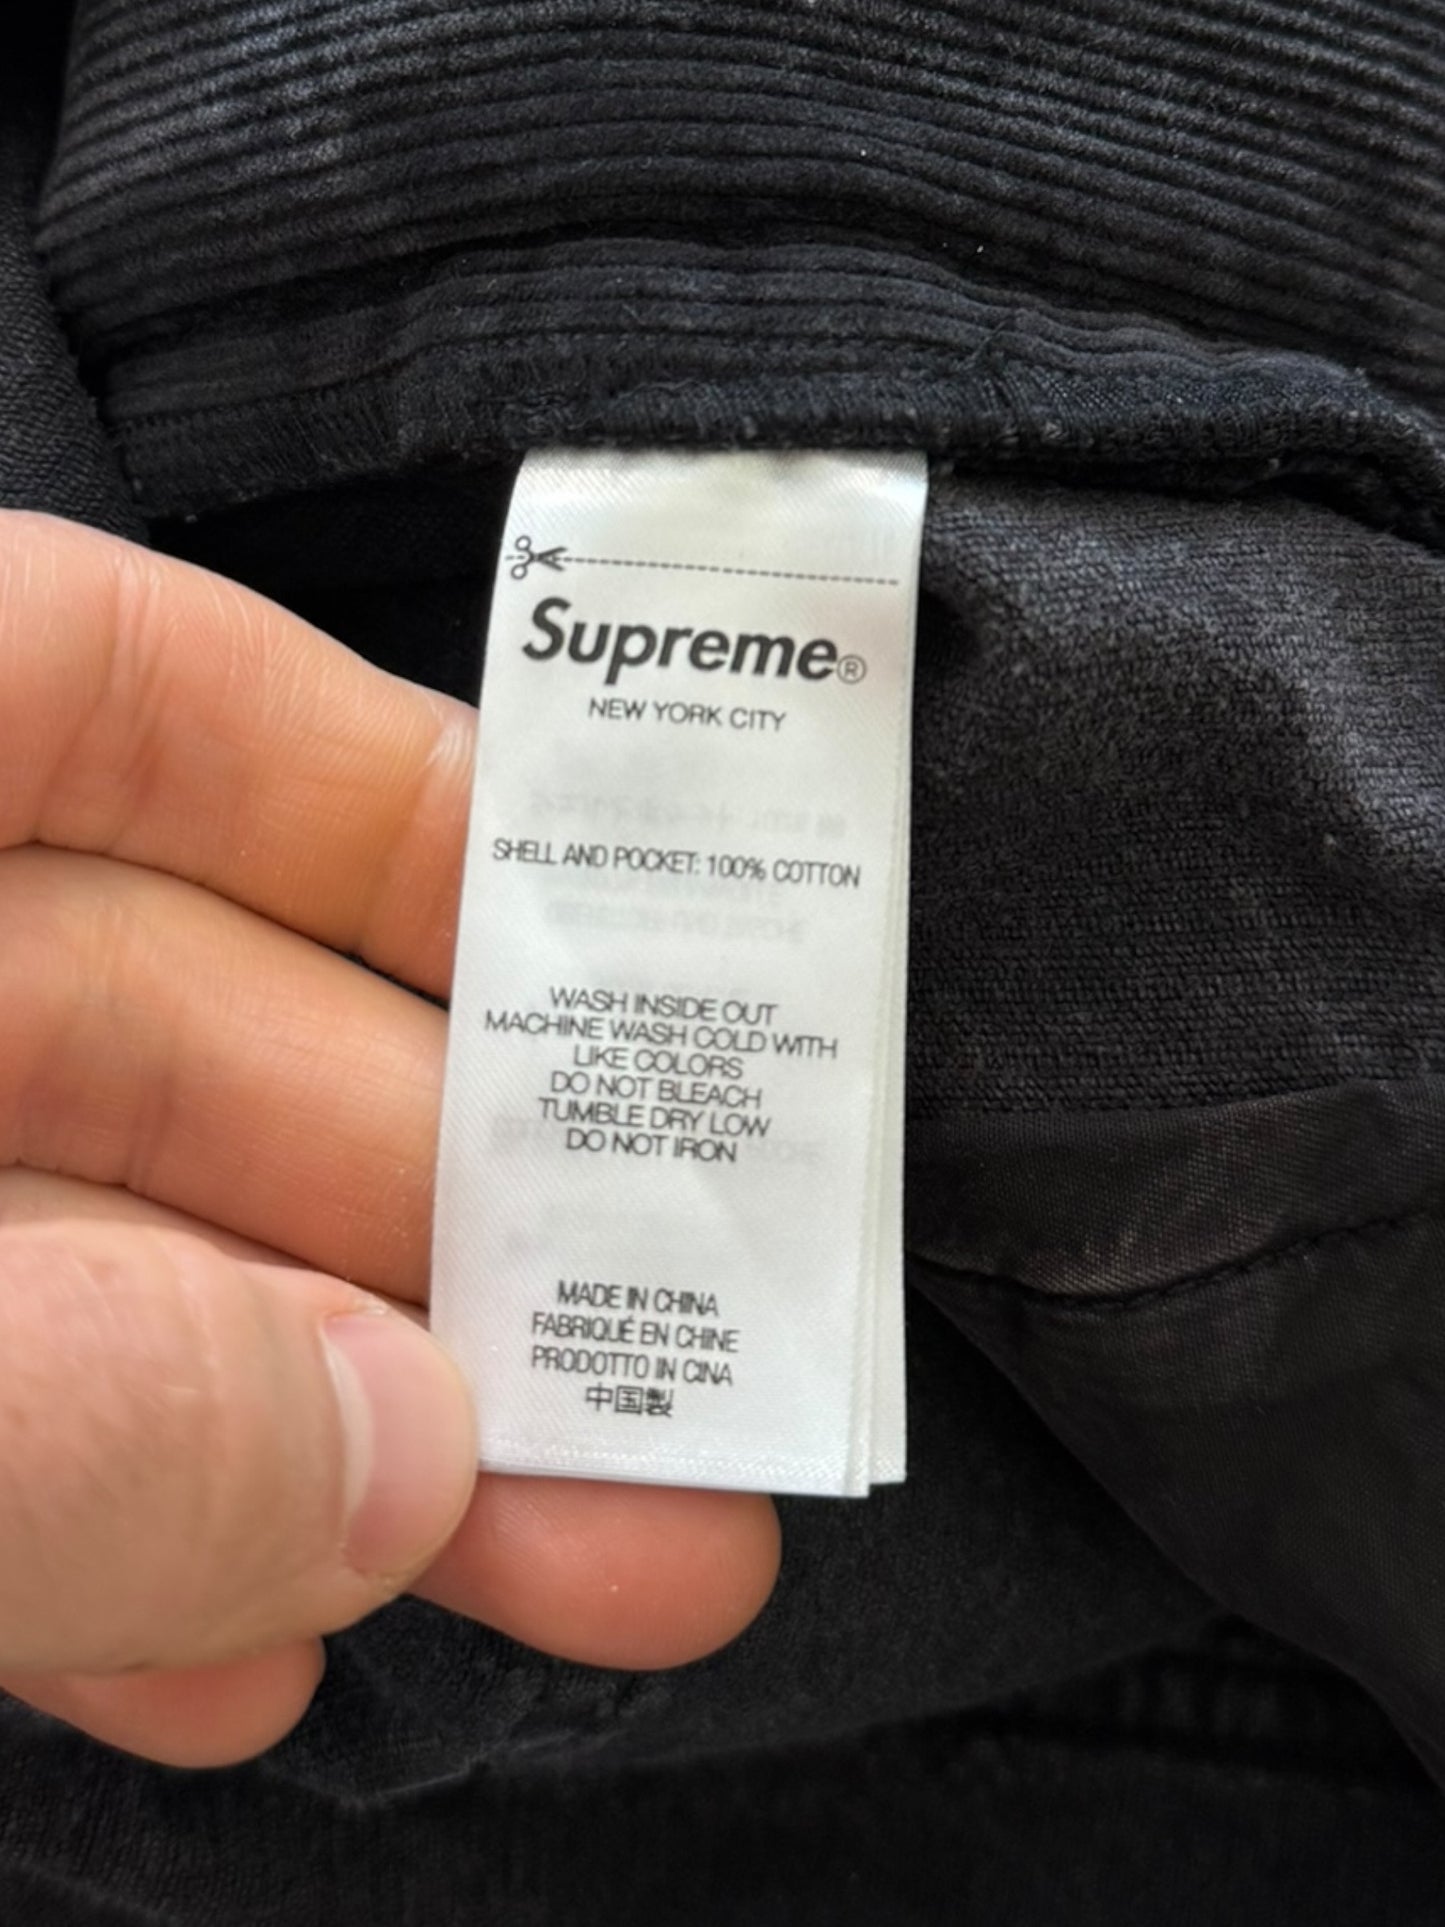 Supreme®
NEW YORK CITY
SHELL AND POCKET: 100% COTTON
WASH INSIDE OUT
MACHINE WASH COLD WITH
LIKE COLORS
DO NOT BLEACH
TUMBLE DRY LOW
DO NOT IRON
MADE IN CHINA
FABRIQUÉ EN CHINE
PRODOTTO IN CINA
中国製